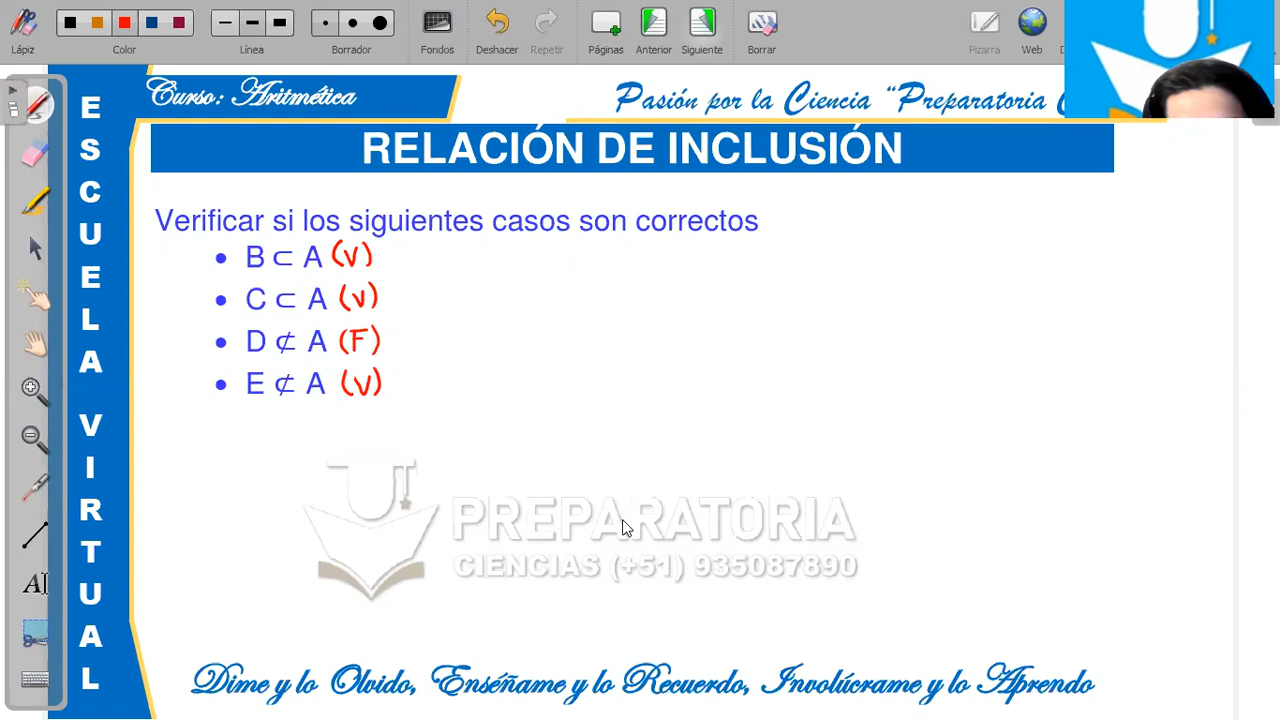 Lápiz
Color
Línea
Borrador
Fondos
Deshacer
Repetir
Páginas
Anterior
Siguiente
Borrar
Pizarra
Web
Curso: Aritmética
Pasión por la Ciencia "Preparatoria
RELACIÓN DE INCLUSIÓN
Verificar si los siguientes casos son correctos
• B ⊂ A (V)
• C ⊂ A (V)
• D ⊄ A (F)
• E ⊄ A (V)
ESCUELA VIRTUAL
PREPARATORIA
CIENCIAS (+51) 935087890
Dime y lo Olvido, Enséñame y lo Recuerdo, Involúcrame y lo Aprendo